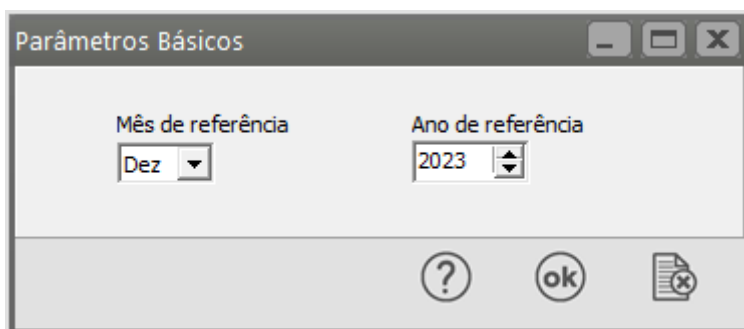 Parâmetros Básicos
Mês de referência Ano de referência
Dez 2023
? ok